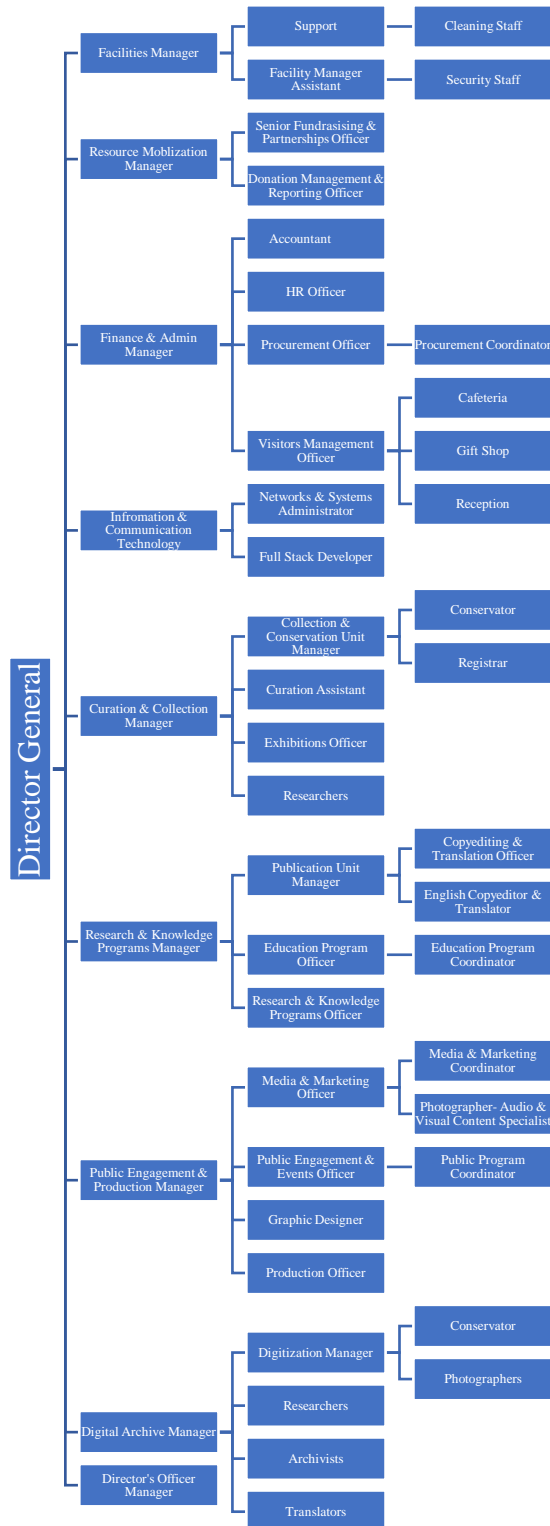 Director General
Facilities Manager
Support
Cleaning Staff
Facility Manager
Assistant
Security Staff
Resource Moblization
Manager
Senior Fundrasising &
Partnerships Officer
Donation Management &
Reporting Officer
Finance & Admin
Manager
Accountant
HR Officer
Procurement Officer
Procurement Coordinator
Visitors Management
Officer
Cafeteria
Gift Shop
Reception
Infromation &
Communication
Technology
Networks & Systems
Administrator
Full Stack Developer
Curation & Collection
Manager
Collection &
Conservation Unit
Manager
Conservator
Registrar
Curation Assistant
Exhibitions Officer
Researchers
Research & Knowledge
Programs Manager
Publication Unit
Manager
Copyediting &
Translation Officer
English Copyeditor &
Translator
Education Program
Officer
Education Program
Coordinator
Research & Knowledge
Programs Officer
Public Engagement &
Production Manager
Media & Marketing
Officer
Media & Marketing
Coordinator
Photographer- Audio &
Visual Content Specialist
Public Engagement &
Events Officer
Public Program
Coordinator
Graphic Designer
Production Officer
Digital Archive Manager
Digitization Manager
Conservator
Photographers
Researchers
Archivists
Translators
Director's Officer
Manager